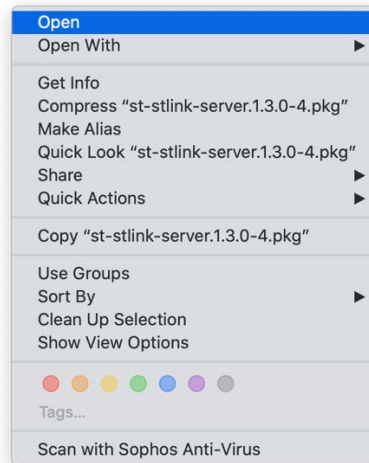 Open
Open With
Get Info
Compress “st-stlink-server.1.3.0-4.pkg”
Make Alias
Quick Look “st-stlink-server.1.3.0-4.pkg”
Share
Quick Actions
Copy “st-stlink-server.1.3.0-4.pkg”
Use Groups
Sort By
Clean Up Selection
Show View Options
Tags...
Scan with Sophos Anti-Virus